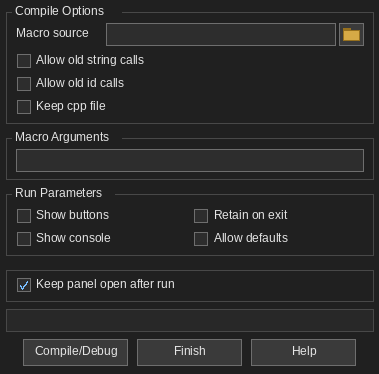 Compile Options
Macro source
Allow old string calls
Allow old id calls
Keep cpp file
Macro Arguments
Run Parameters
Show buttons Retain on exit
Show console Allow defaults
Keep panel open after run
Compile/Debug Finish Help